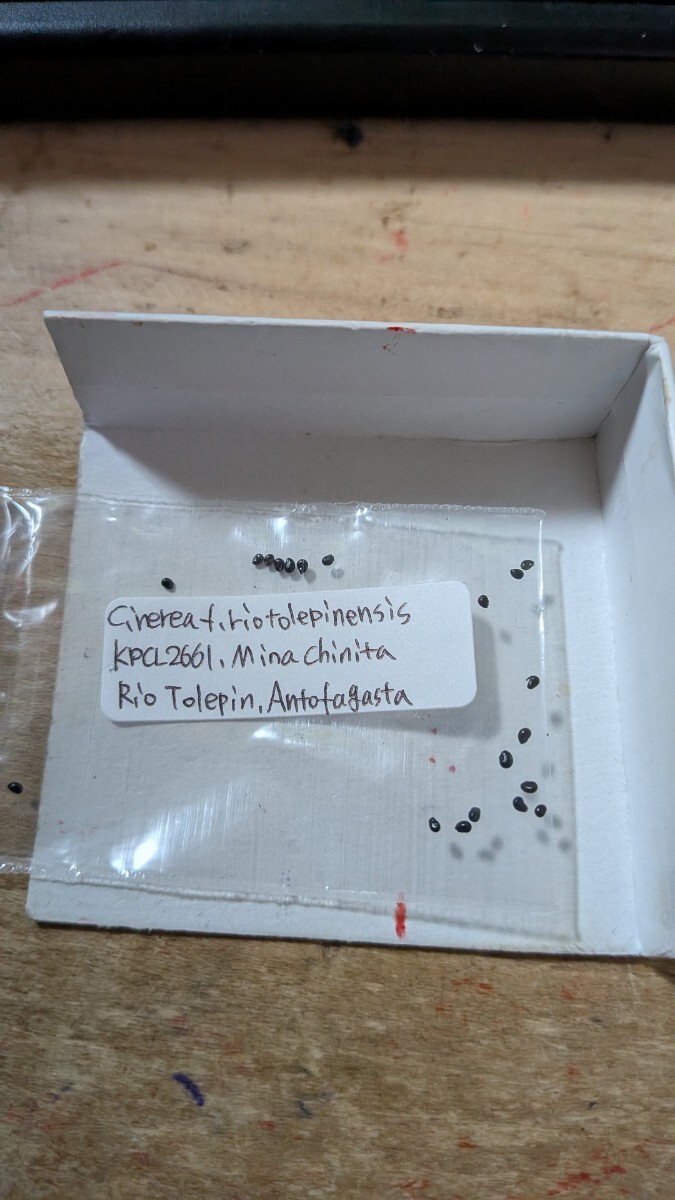 Cinerea f. riotolepinensis
KPCL2661, Mina Chinita
Rio Tolepin, Antofagasta